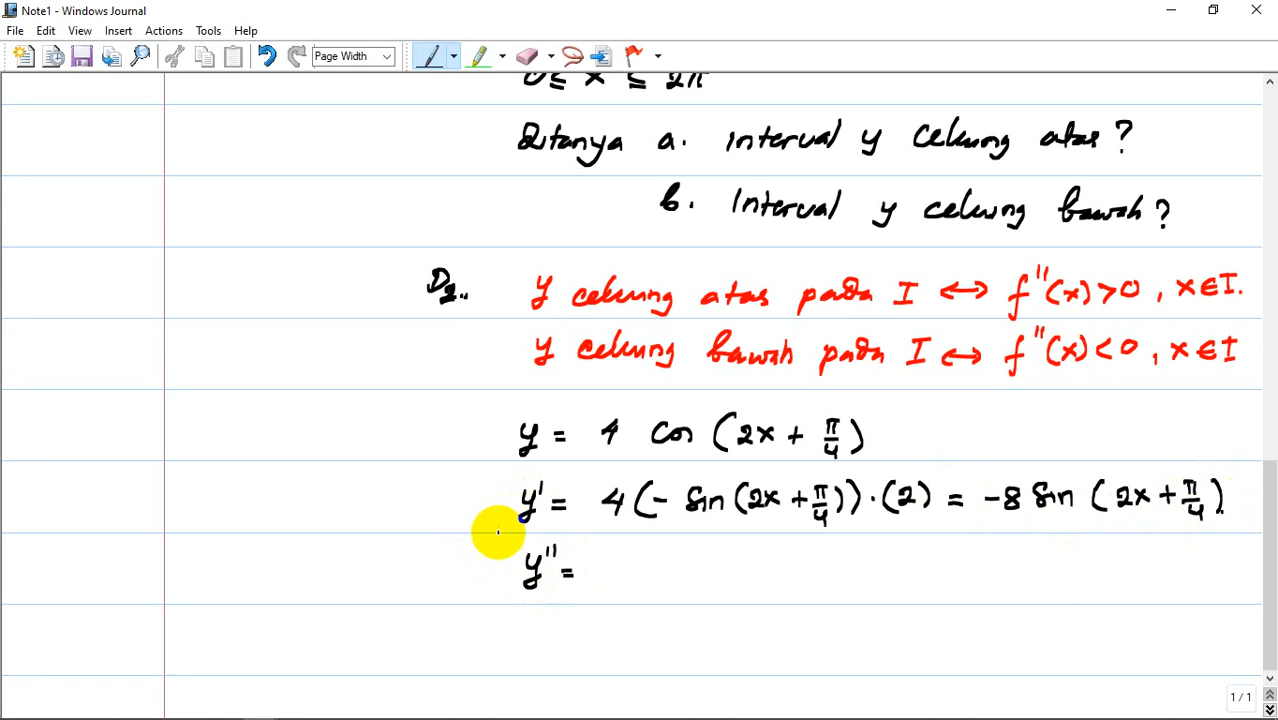 Note1 - Windows Journal
File Edit View Insert Actions Tools Help
Page Width
0 ≤ x ≤ 2π
Ditanya a. Interval y cekung atas?
b. Interval y cekung bawah?
D2.. y cekung atas pada I ↔ f''(x) > 0, x ∈ I.
y cekung bawah pada I ↔ f''(x) < 0, x ∈ I
y = 4 cos (2x + π/4)
y' = 4(- sin(2x + π/4)) · (2) = -8 sin (2x + π/4).
y'' =
1 / 1